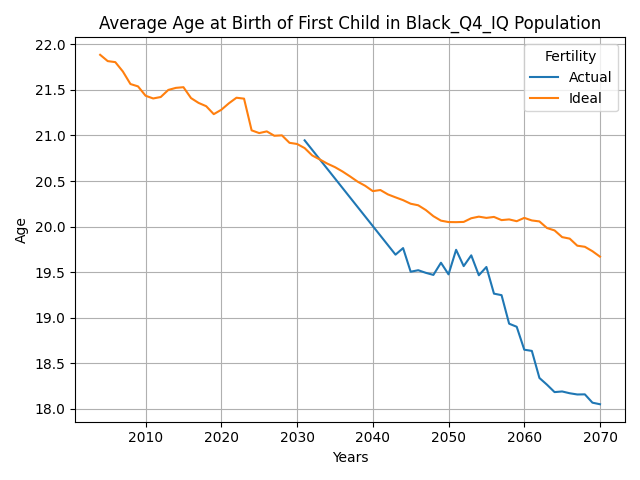 Average Age at Birth of First Child in Black_Q4_IQ Population
22.0
21.5
21.0
20.5
20.0
19.5
19.0
18.5
18.0
Age
Fertility
Actual
Ideal
2010 2020 2030 2040 2050 2060 2070
Years